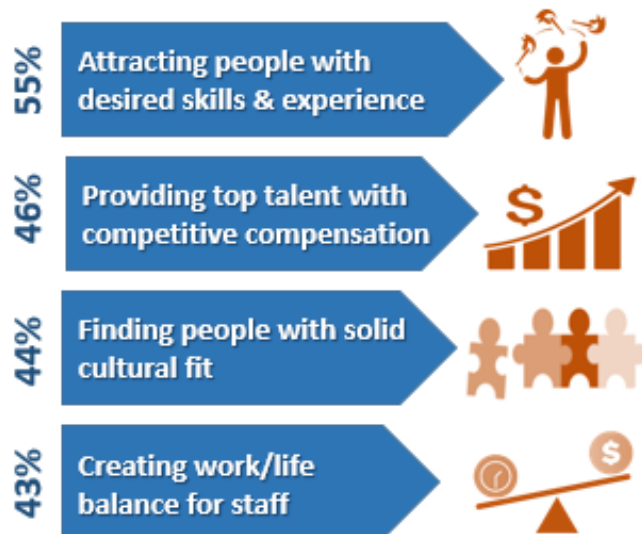 55%
Attracting people with
desired skills & experience
46%
Providing top talent with
competitive compensation
$
44%
Finding people with solid
cultural fit
43%
Creating work/life
balance for staff
$